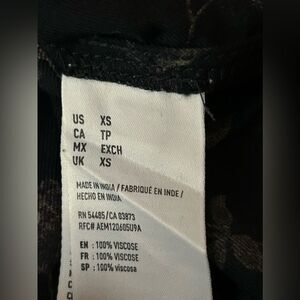 US XS
CA TP
MX EXCH
UK XS
MADE IN INDIA / FABRIQUÉ EN INDE /
HECHO EN INDIA
RN 54485/CA 03873
RFC# AEM120605U9A
EN : 100% VISCOSE
FR : 100% VISCOSE
SP : 100% viscosa